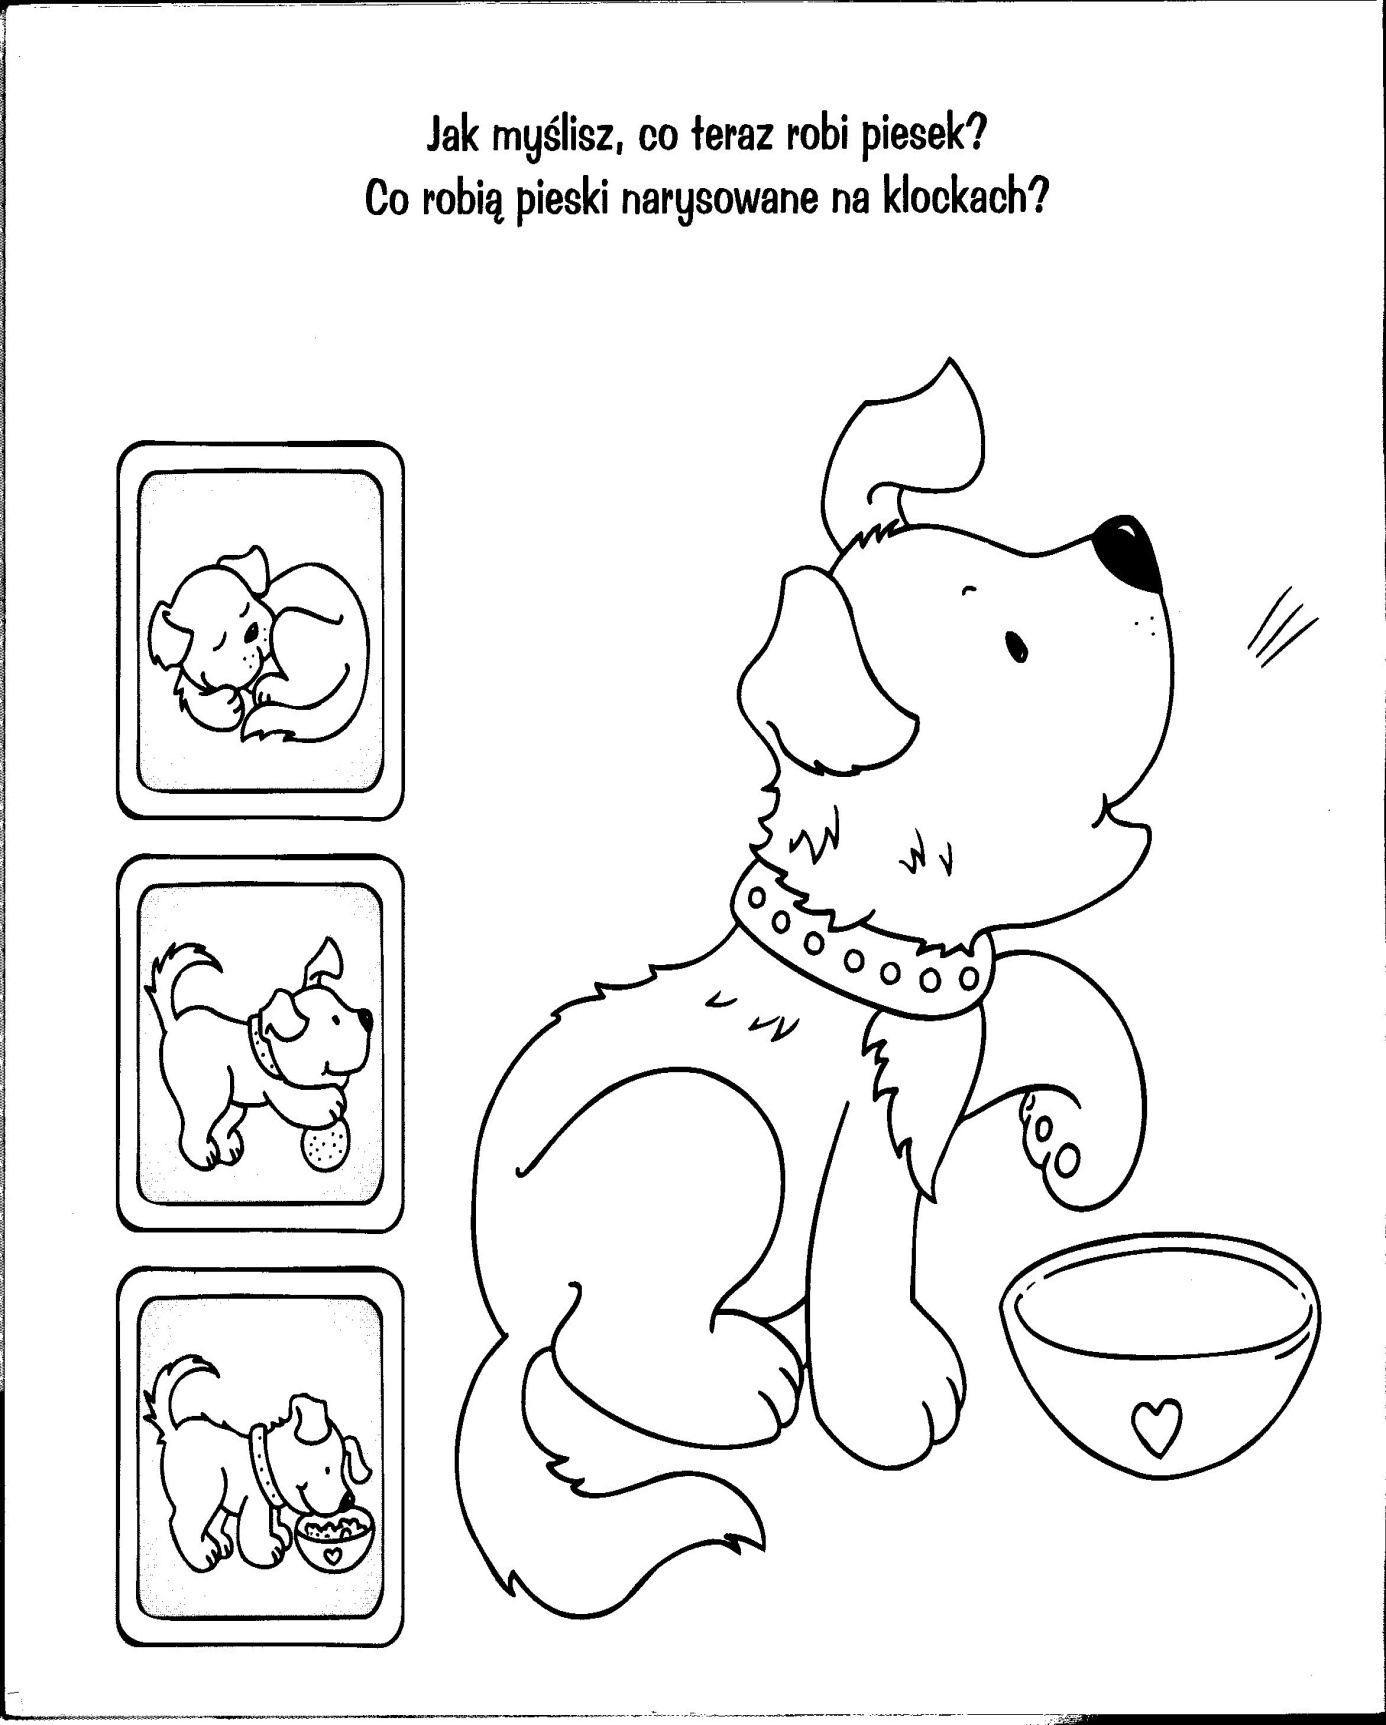 Jak myślisz, co teraz robi piesek?
Co robią pieski narysowane na klockach?